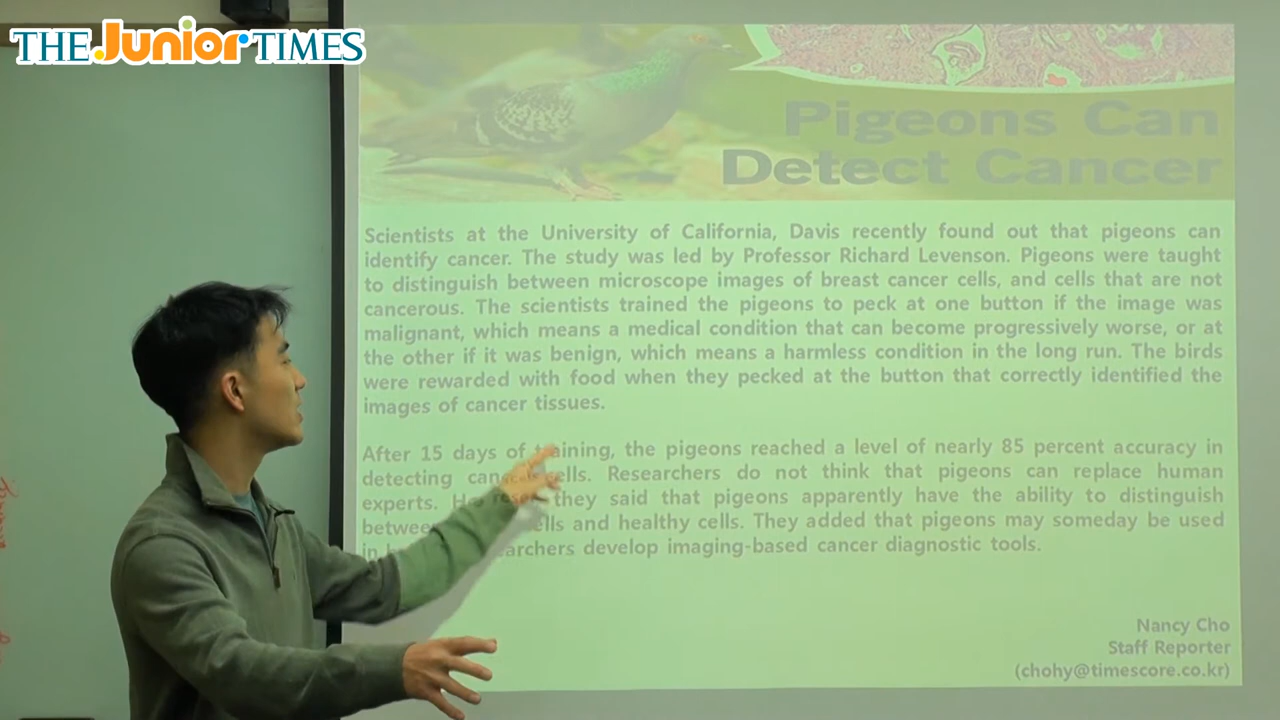 THE Junior TIMES
Pigeons Can
Detect Cancer
Scientists at the University of California, Davis recently found out that pigeons can
identify cancer. The study was led by Professor Richard Levenson. Pigeons were taught
to distinguish between microscope images of breast cancer cells, and cells that are not
cancerous. The scientists trained the pigeons to peck at one button if the image was
malignant, which means a medical condition that can become progressively worse, or at
the other if it was benign, which means a harmless condition in the long run. The birds
were rewarded with food when they pecked at the button that correctly identified the
images of cancer tissues.
After 15 days of training, the pigeons reached a level of nearly 85 percent accuracy in
detecting cancer cells. Researchers do not think that pigeons can replace human
experts. they said that pigeons apparently have the ability to distinguish
and healthy cells. They added that pigeons may someday be used
develop imaging-based cancer diagnostic tools.
Nancy Cho
Staff Reporter
(chohy@timescore.co.kr)